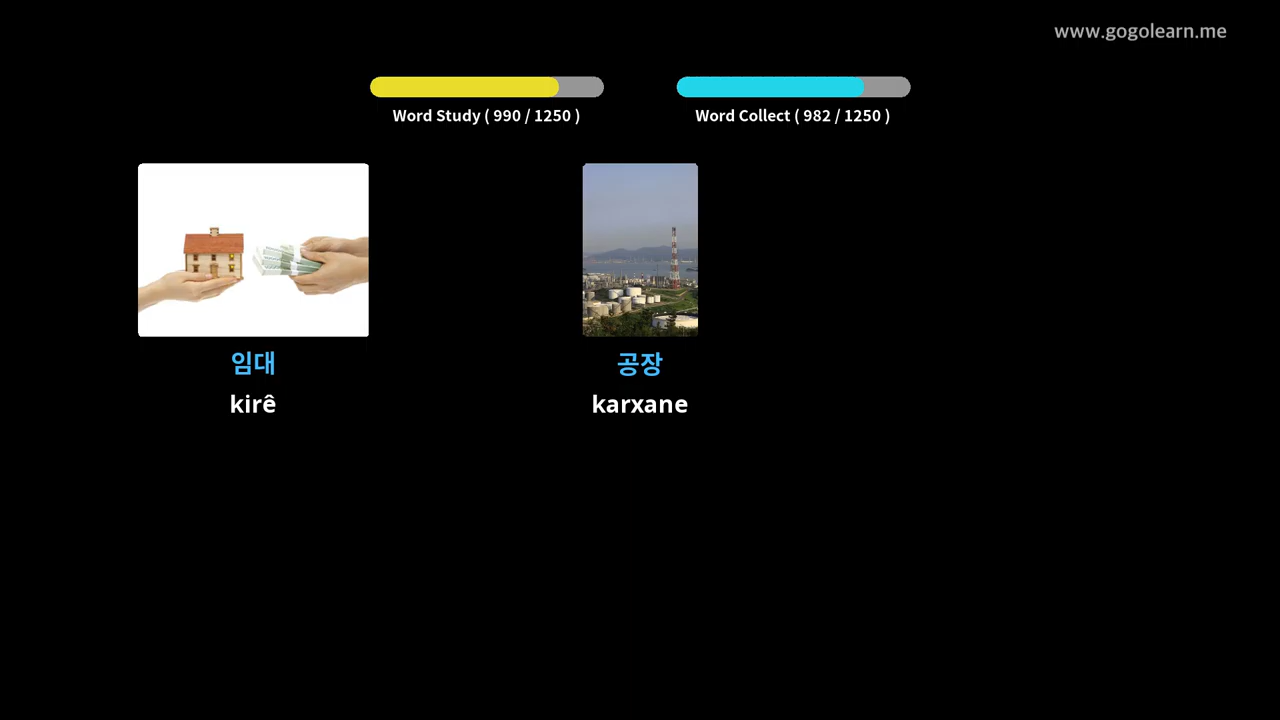 www.gogolearn.me
Word Study ( 990 / 1250 )
Word Collect ( 982 / 1250 )
임대
kirê
공장
karxane